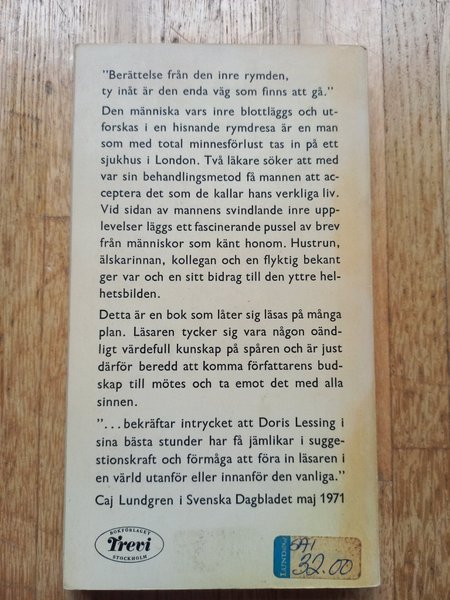 "Berättelse från den inre rymden,
ty inåt är den enda väg som finns att gå."
Den människa vars inre blottläggs och ut-
forskas i en hisnande rymdresa är en man
som med total minnesförlust tas in på ett
sjukhus i London. Två läkare söker att med
var sin behandlingsmetod få mannen att ac-
ceptera det som de kallar hans verkliga liv.
Vid sidan av mannens svindlande inre upp-
levelser läggs ett fascinerande pussel av brev
från människor som känt honom. Hustrun,
älskarinnan, kollegan och en flyktig bekant
ger var och en sitt bidrag till den yttre hel-
hetsbilden.
Detta är en bok som låter sig läsas på många
plan. Läsaren tycker sig vara någon oänd-
ligt värdefull kunskap på spåren och är just
därför beredd att komma författarens bud-
skap till mötes och ta emot det med alla
sinnen.
"...bekräftar intrycket att Doris Lessing i
sina bästa stunder har få jämlikar i sugge-
stionskraft och förmåga att föra in läsaren i
en värld utanför eller innanför den vanliga."
Caj Lundgren i Svenska Dagbladet maj 1971
BOKFÖRLAGET
Trevi
STOCKHOLM
32.00